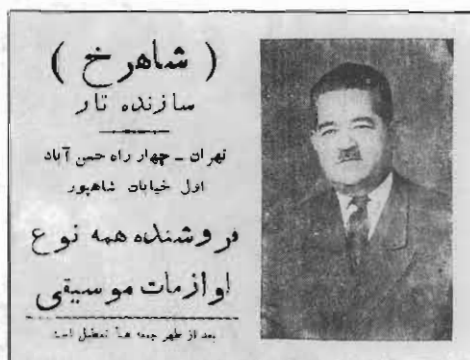 ( شاهرخ )
سازنده تار
تهران - چهار راه حسن آباد
اول خیابان شاهپور
فروشنده همه نوع
لوازمات موسیقی
بعد از ظهر جمعه ها تعطیل است